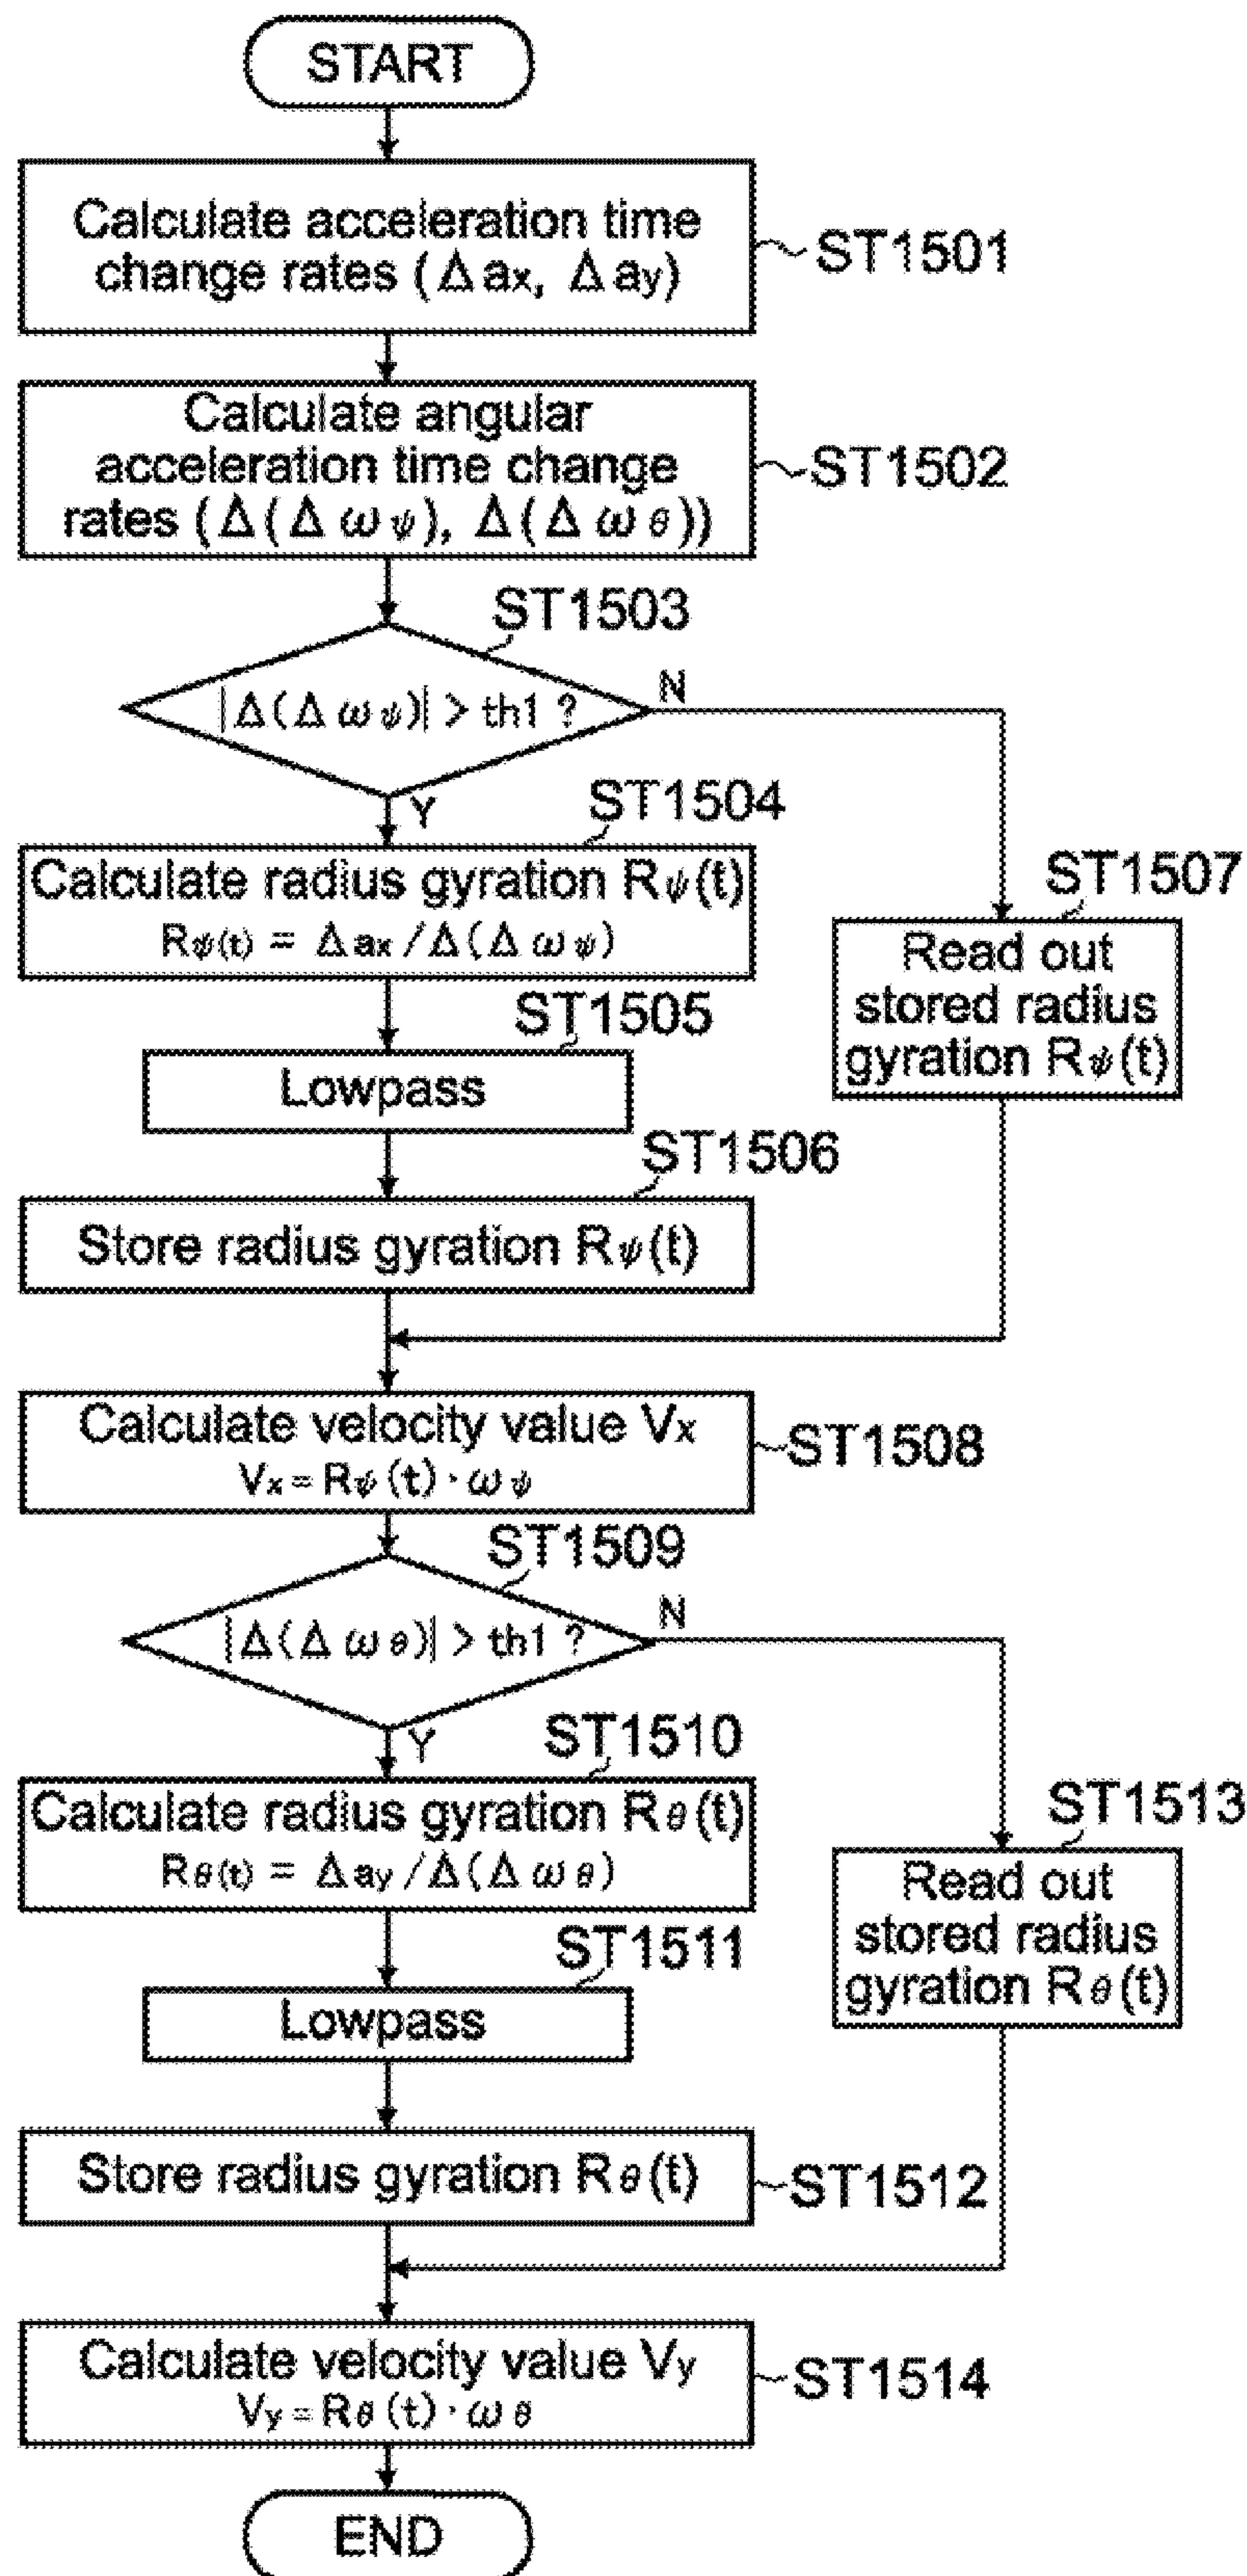 START
Calculate acceleration time
change rates (Δax, Δay)
ST1501
Calculate angular
acceleration time change
rates (Δ(Δωψ), Δ(Δωθ))
ST1502
ST1503
|Δ(Δωψ)| > th1 ?
N
Y
ST1504
Calculate radius gyration Rψ(t)
Rψ(t) = Δax/Δ(Δωψ)
ST1507
Read out
stored radius
gyration Rψ(t)
ST1505
Lowpass
ST1506
Store radius gyration Rψ(t)
Calculate velocity value Vx
Vx = Rψ(t)・ωψ
ST1508
ST1509
|Δ(Δωθ)| > th1 ?
N
Y
ST1510
Calculate radius gyration Rθ(t)
Rθ(t) = Δay/Δ(Δωθ)
ST1513
Read out
stored radius
gyration Rθ(t)
ST1511
Lowpass
Store radius gyration Rθ(t)
ST1512
Calculate velocity value Vy
Vy = Rθ(t)・ωθ
ST1514
END